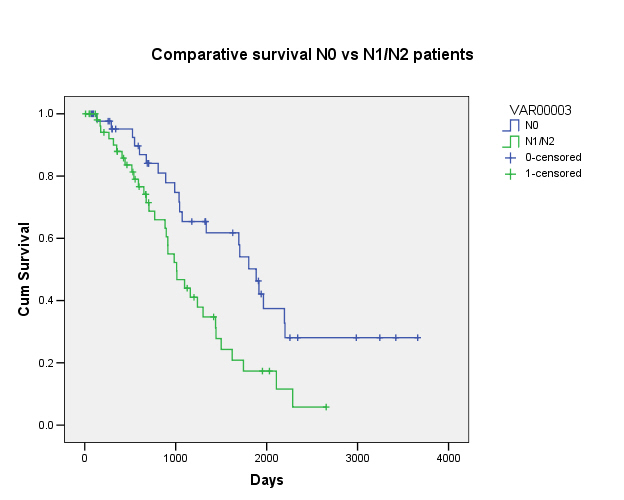 Comparative survival N0 vs N1/N2 patients
VAR00003
N0
N1/N2
0-censored
1-censored
Cum Survival
1.0
0.8
0.6
0.4
0.2
0.0
0
1000
2000
3000
4000
Days